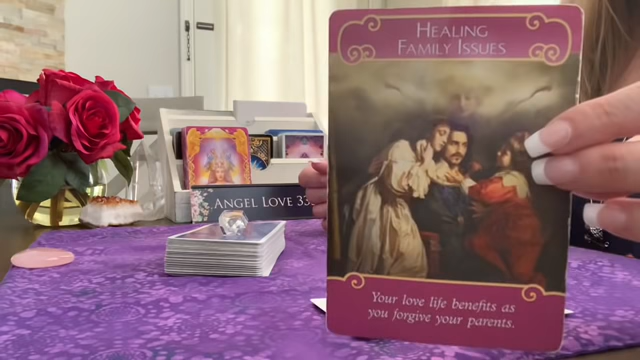 HEALING
FAMILY ISSUES
ANGEL LOVE 33
Your love life benefits as
you forgive your parents.